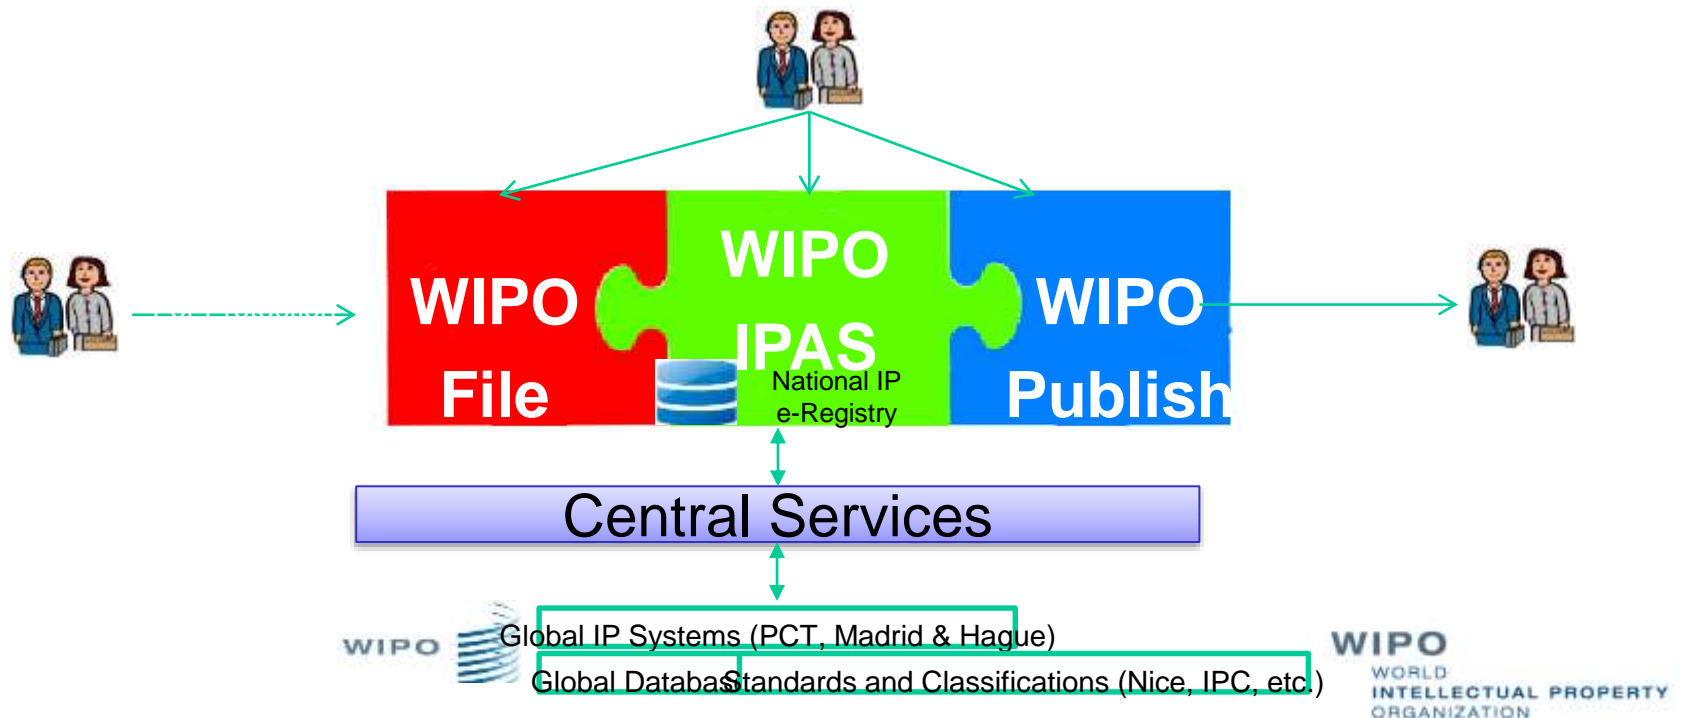 WIPO
File
WIPO
IPAS
National IP
e-Registry
WIPO
Publish
Central Services
WIPO
Global IP Systems (PCT, Madrid & Hague)
Global Databas
Standards and Classifications (Nice, IPC, etc.)
WIPO
WORLD
INTELLECTUAL PROPERTY
ORGANIZATION